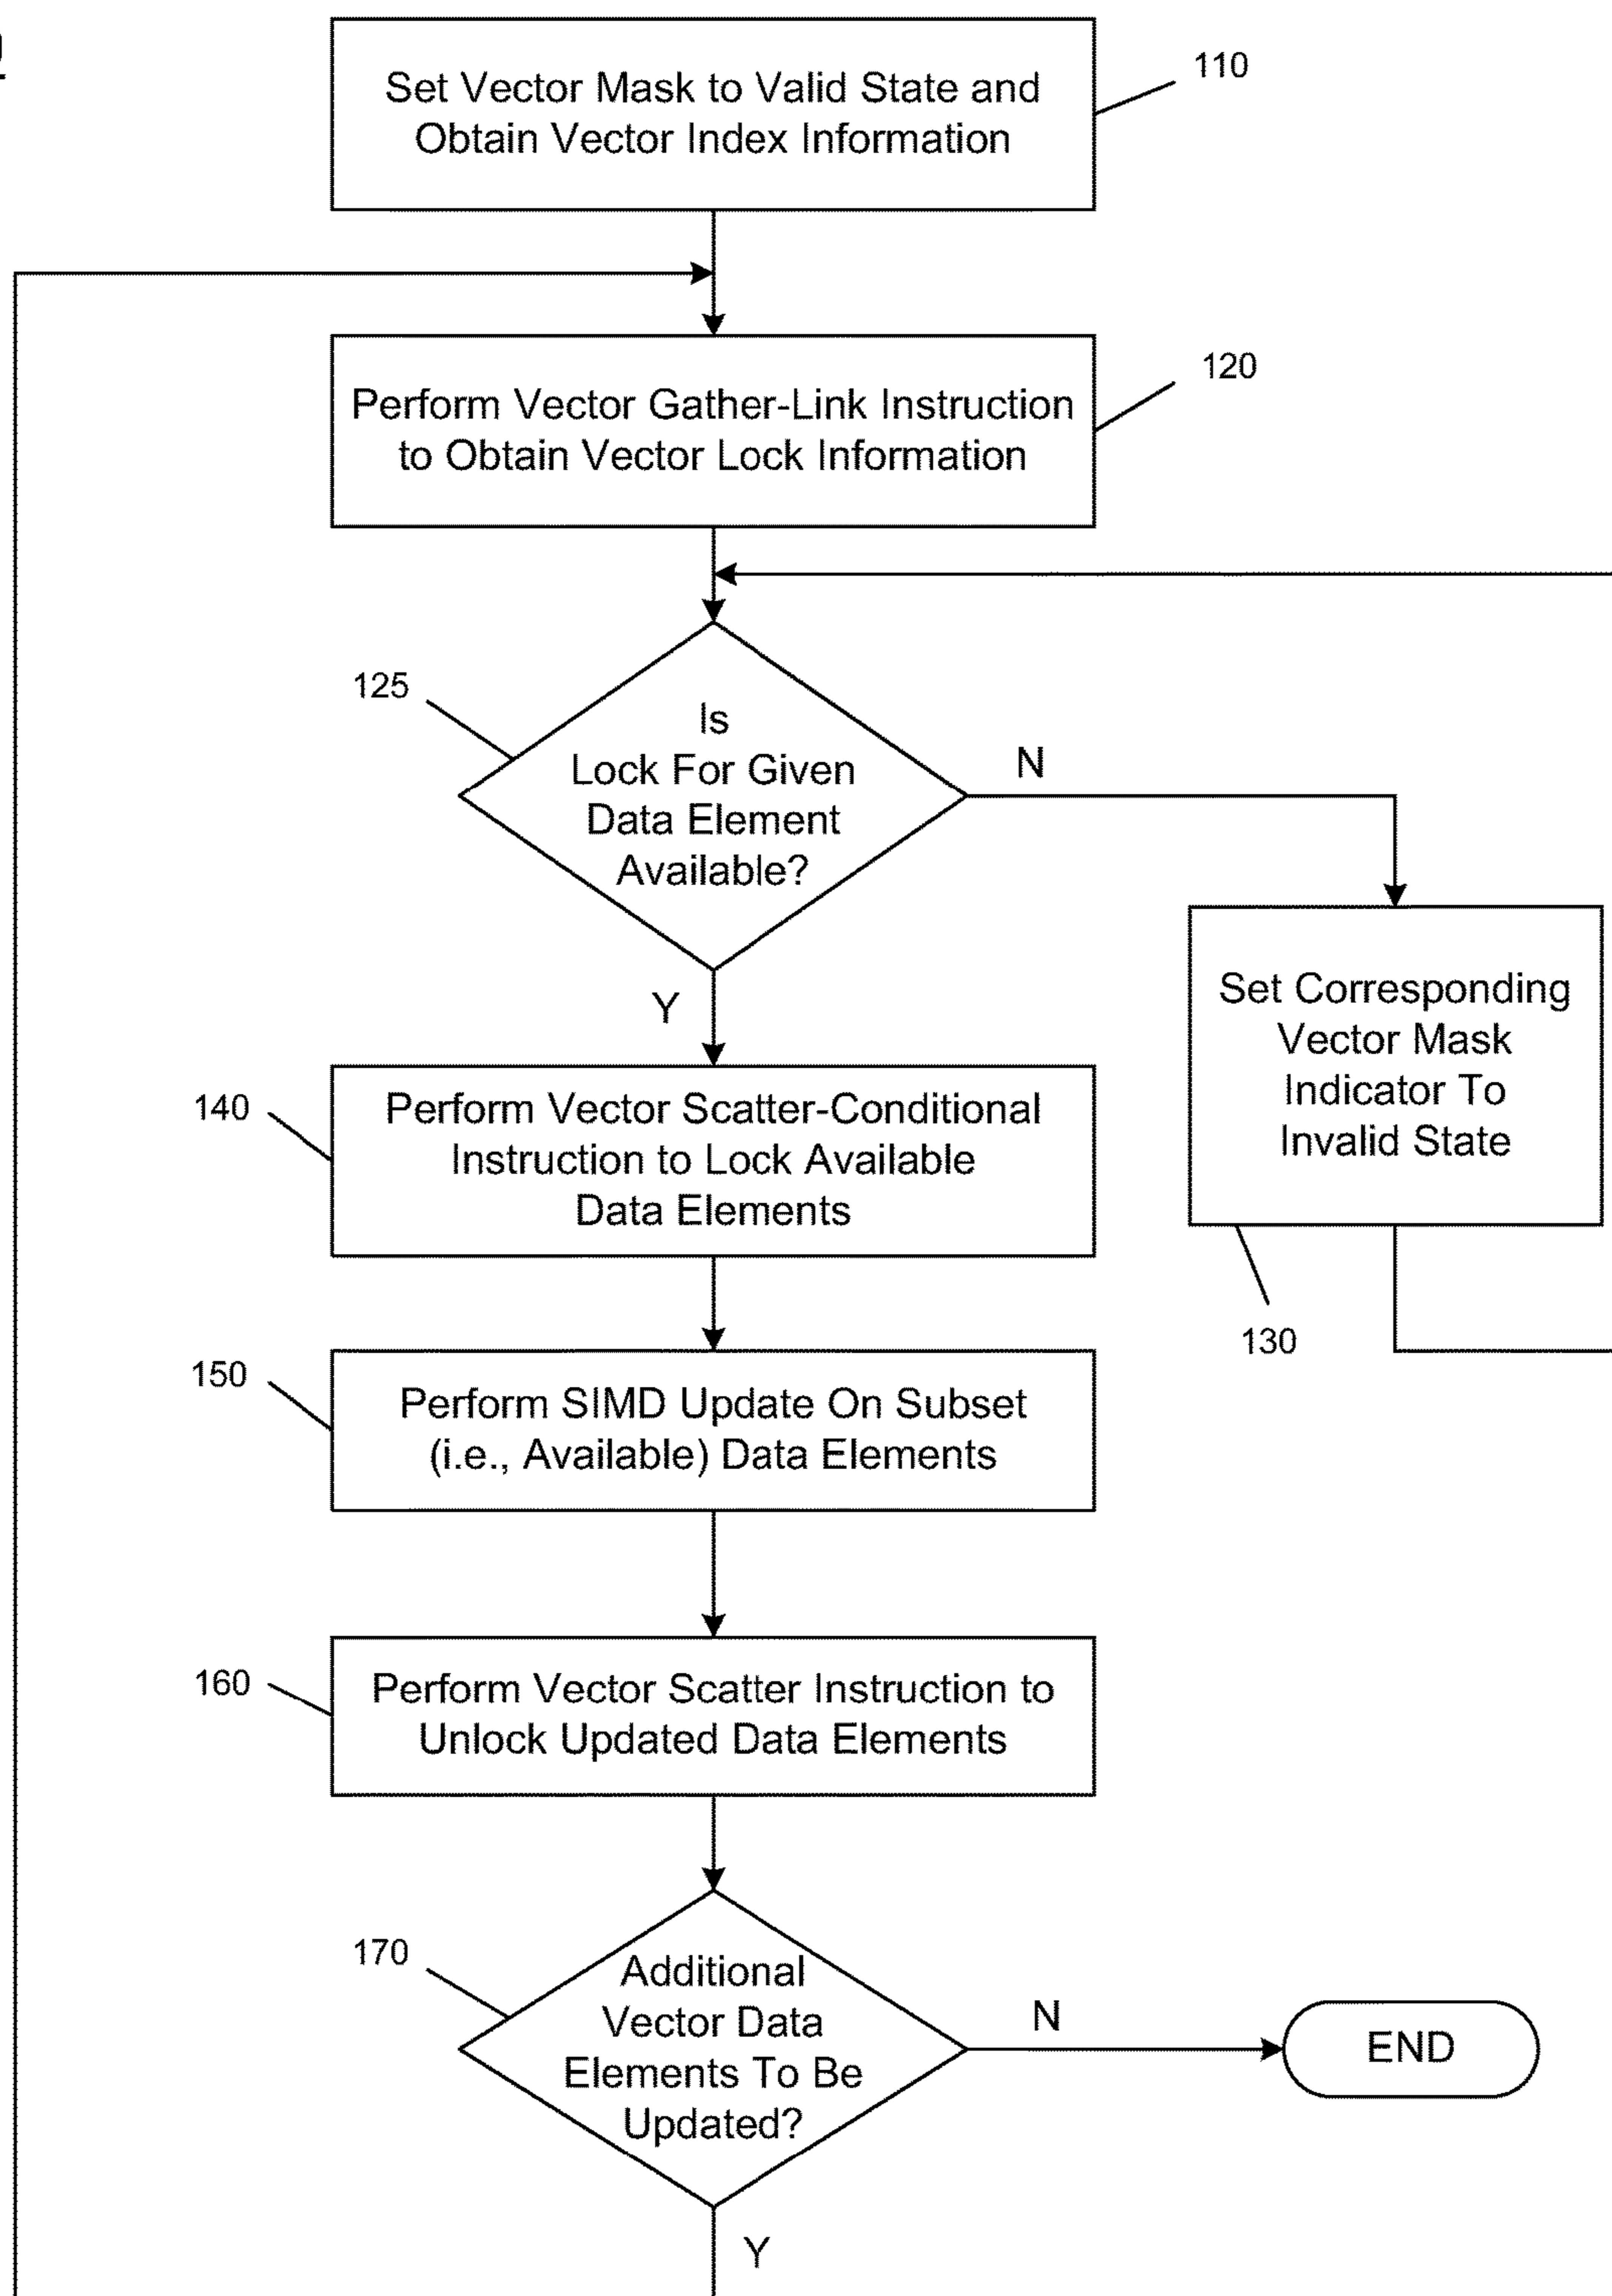 Set Vector Mask to Valid State and
Obtain Vector Index Information
110
Perform Vector Gather-Link Instruction
to Obtain Vector Lock Information
120
125
Is
Lock For Given
Data Element
Available?
N
Y
Set Corresponding
Vector Mask
Indicator To
Invalid State
130
140
Perform Vector Scatter-Conditional
Instruction to Lock Available
Data Elements
150
Perform SIMD Update On Subset
(i.e., Available) Data Elements
160
Perform Vector Scatter Instruction to
Unlock Updated Data Elements
170
Additional
Vector Data
Elements To Be
Updated?
N
END
Y